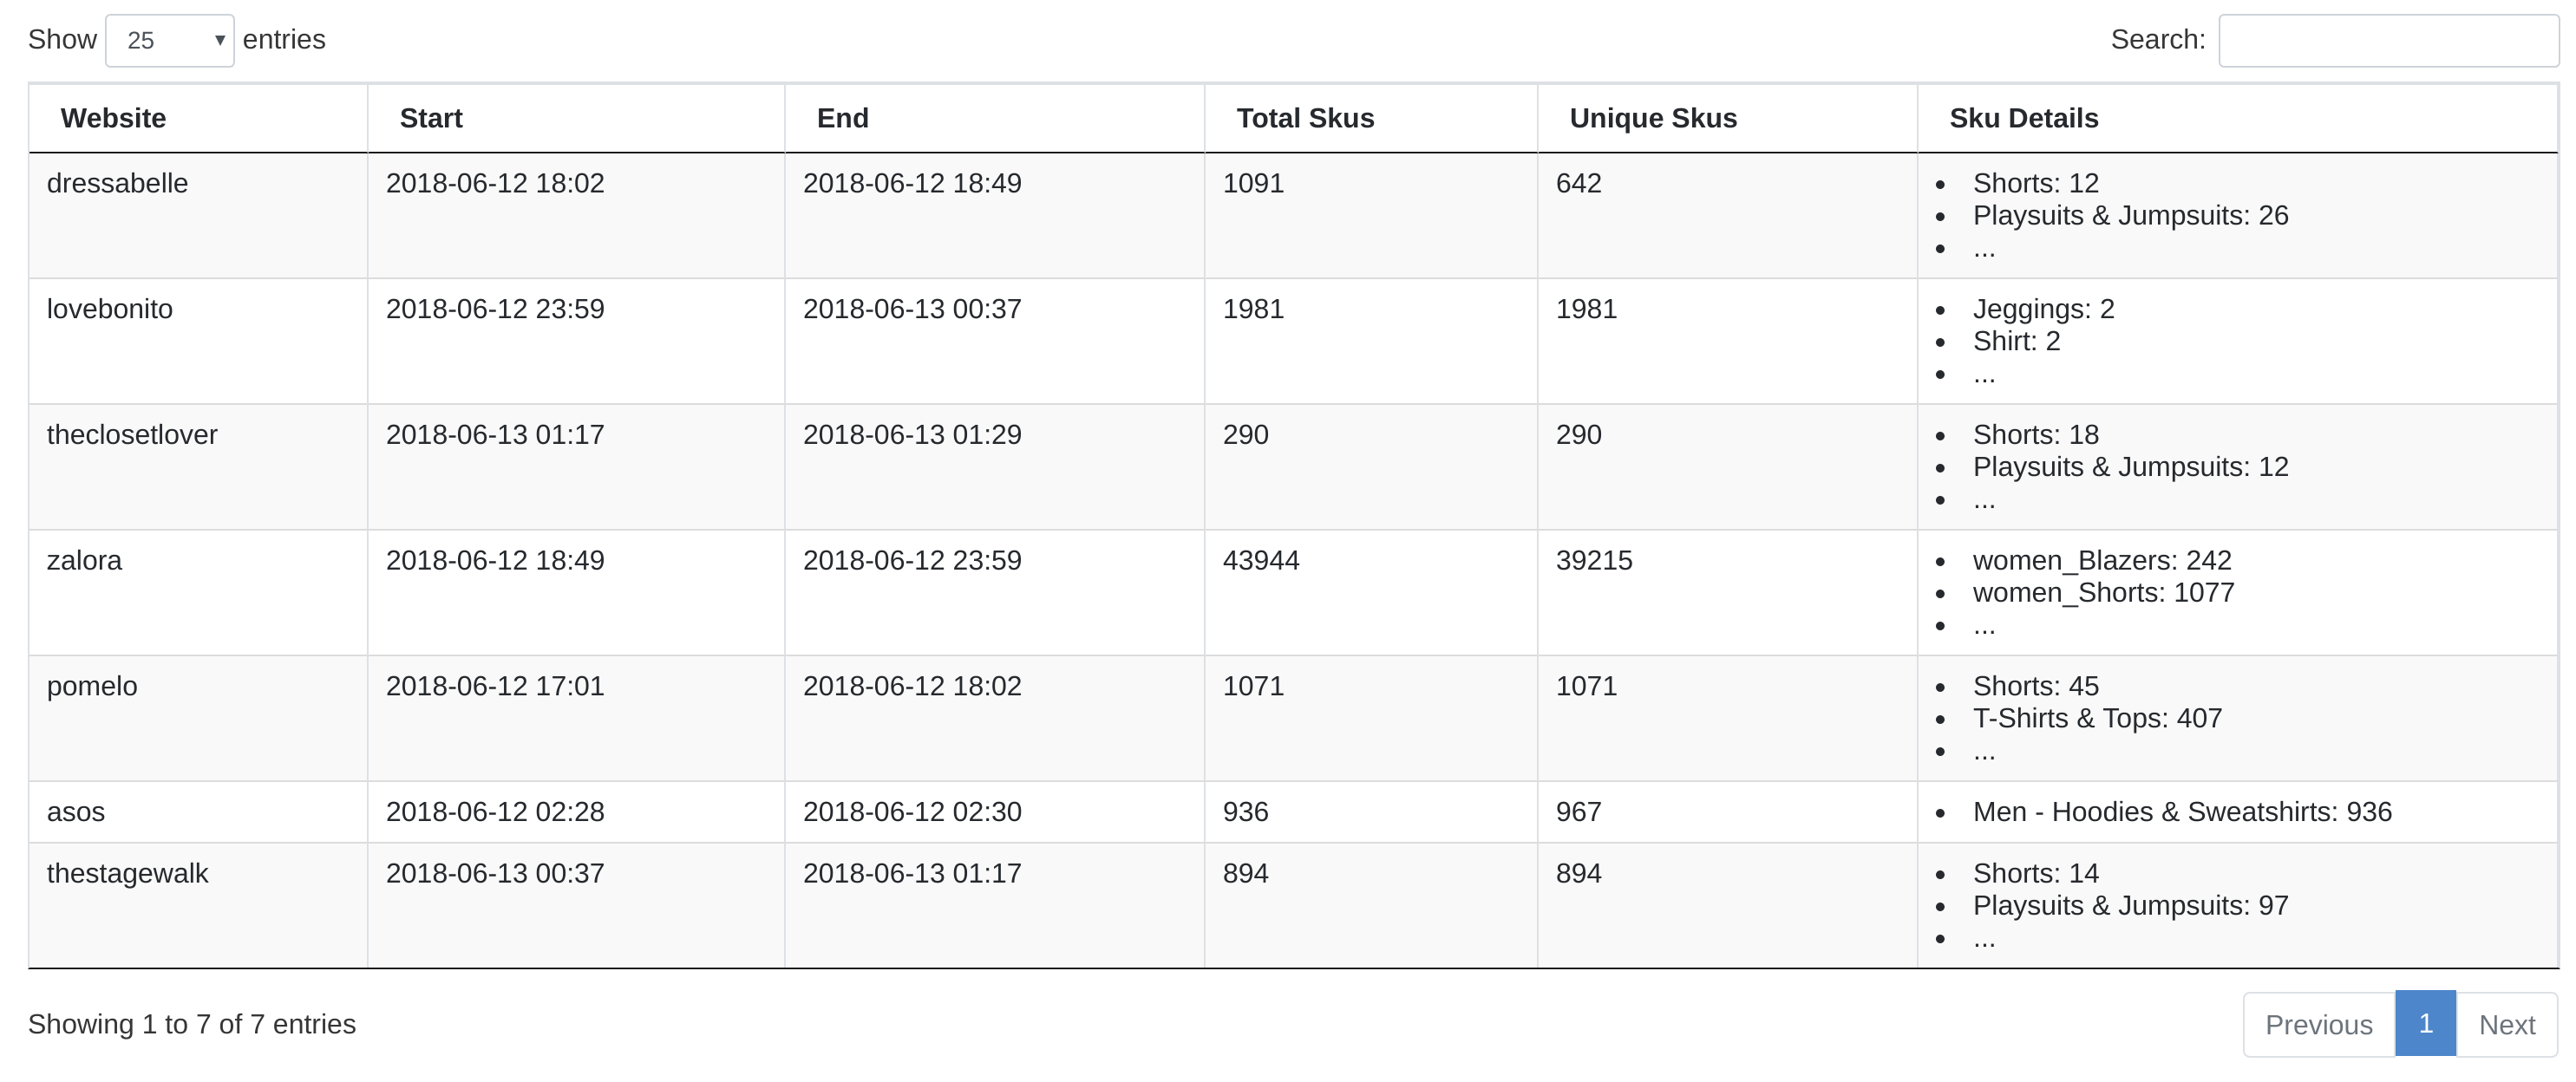 Show 25 entries Search:
Website Start End Total Skus Unique Skus Sku Details
dressabelle 2018-06-12 18:02 2018-06-12 18:49 1091 642 • Shorts: 12
• Playsuits & Jumpsuits: 26
• ...
lovebonito 2018-06-12 23:59 2018-06-13 00:37 1981 1981 • Jeggings: 2
• Shirt: 2
• ...
theclosetlover 2018-06-13 01:17 2018-06-13 01:29 290 290 • Shorts: 18
• Playsuits & Jumpsuits: 12
• ...
zalora 2018-06-12 18:49 2018-06-12 23:59 43944 39215 • women_Blazers: 242
• women_Shorts: 1077
• ...
pomelo 2018-06-12 17:01 2018-06-12 18:02 1071 1071 • Shorts: 45
• T-Shirts & Tops: 407
• ...
asos 2018-06-12 02:28 2018-06-12 02:30 936 967 • Men - Hoodies & Sweatshirts: 936
thestagewalk 2018-06-13 00:37 2018-06-13 01:17 894 894 • Shorts: 14
• Playsuits & Jumpsuits: 97
• ...
Showing 1 to 7 of 7 entries Previous 1 Next